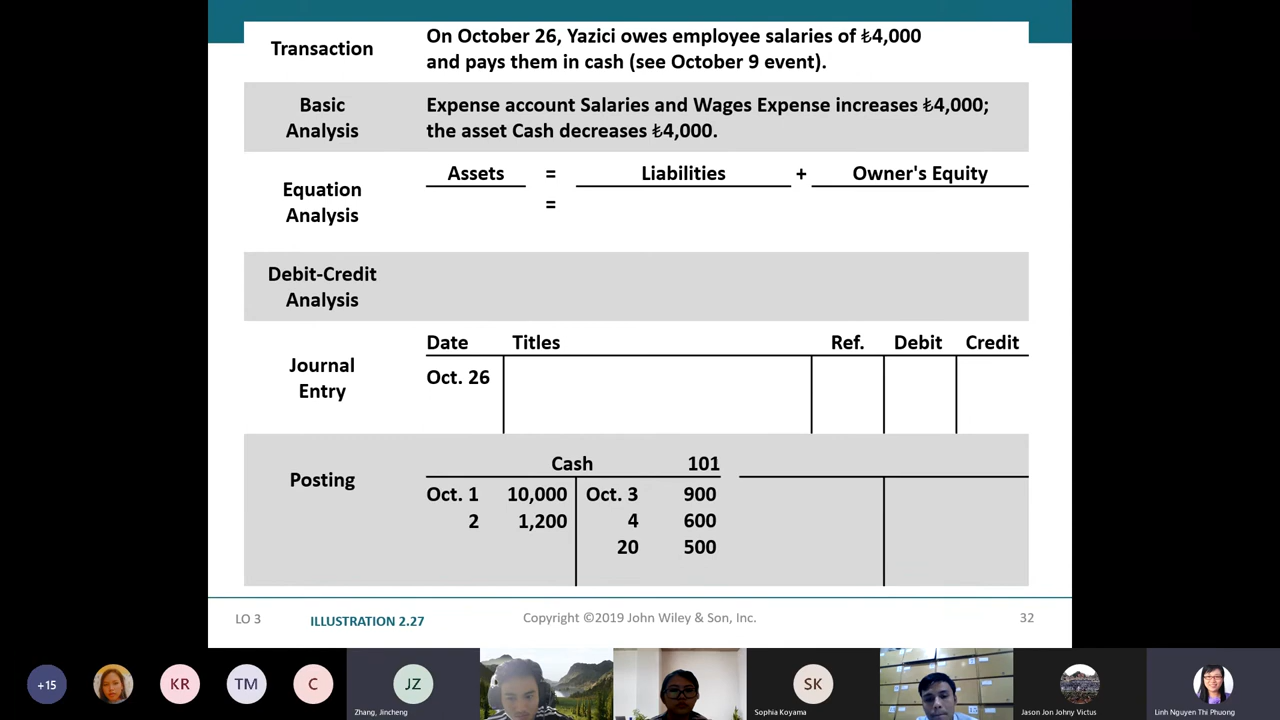 Transaction
On October 26, Yazici owes employee salaries of ₺4,000
and pays them in cash (see October 9 event).
Basic
Analysis
Expense account Salaries and Wages Expense increases ₺4,000;
the asset Cash decreases ₺4,000.
Equation
Analysis
Assets = Liabilities + Owner's Equity
=
Debit-Credit
Analysis
Journal
Entry
Date Titles Ref. Debit Credit
Oct. 26
Posting
Cash 101
Oct. 1 10,000 Oct. 3 900
2 1,200 4 600
20 500
LO 3 ILLUSTRATION 2.27 Copyright ©2019 John Wiley & Son, Inc. 32
+15 KR TM C JZ SK
Zhang, Jincheng Sophia Koyama Jason Jon Johny Victus Linh Nguyen Thi Phuong